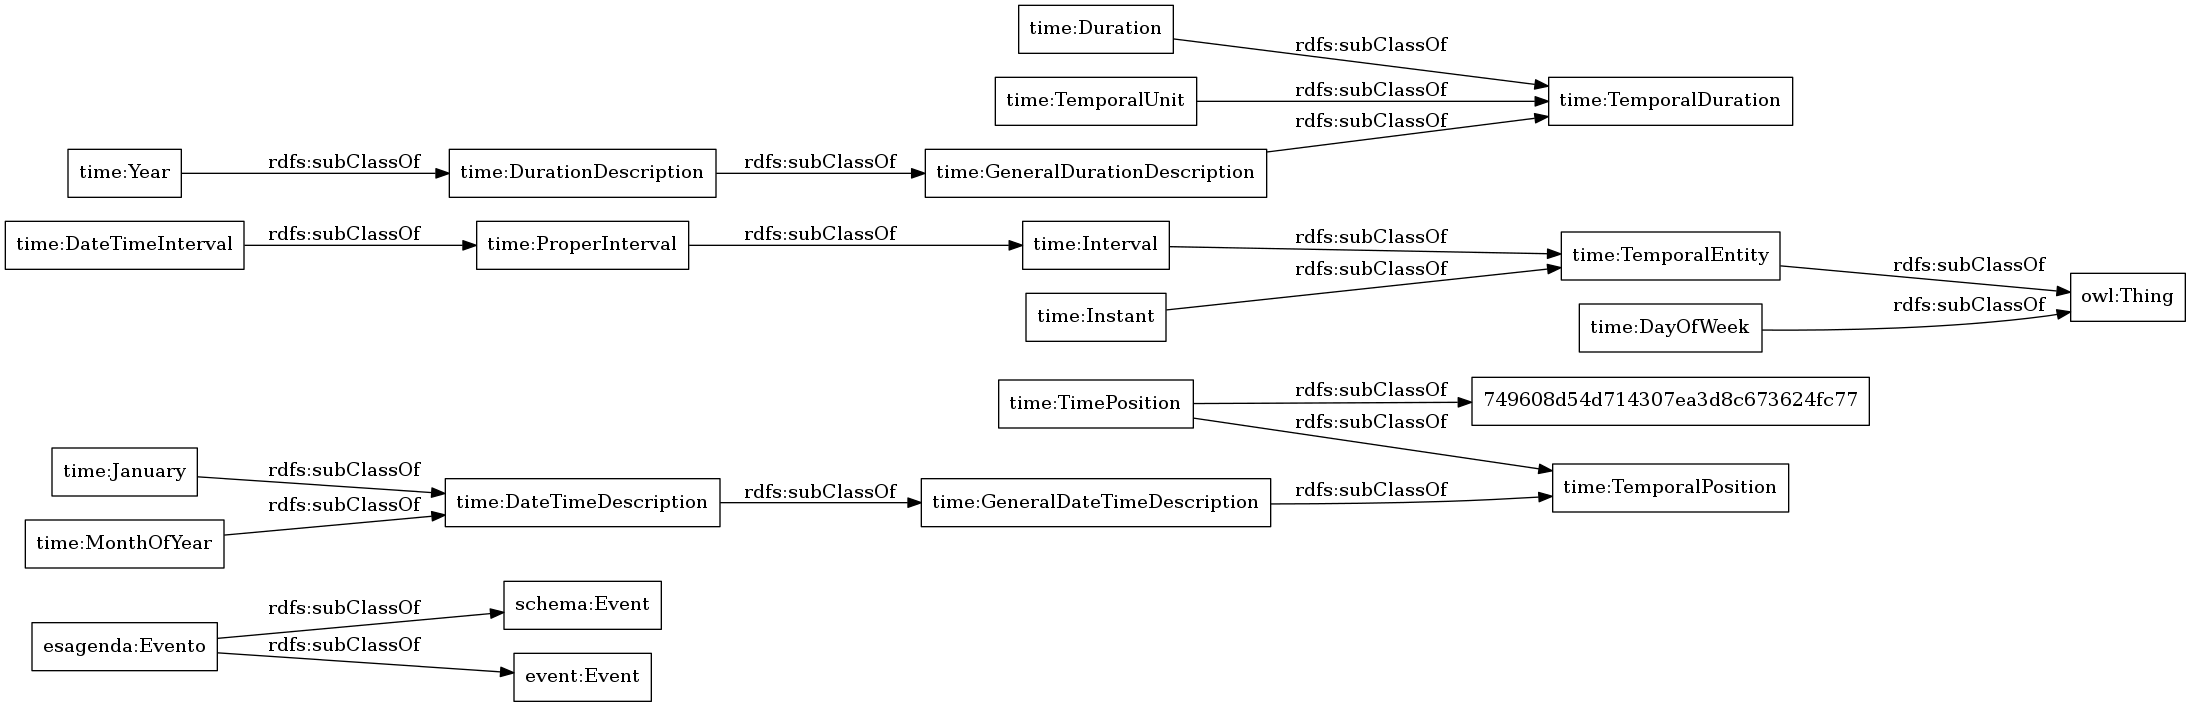 time:Duration
rdfs:subClassOf
time:TemporalUnit
rdfs:subClassOf
time:TemporalDuration
rdfs:subClassOf
time:Year
rdfs:subClassOf
time:DurationDescription
rdfs:subClassOf
time:GeneralDurationDescription
time:DateTimeInterval
rdfs:subClassOf
time:ProperInterval
rdfs:subClassOf
time:Interval
rdfs:subClassOf
time:TemporalEntity
rdfs:subClassOf
time:Instant
rdfs:subClassOf
owl:Thing
time:DayOfWeek
rdfs:subClassOf
time:TimePosition
rdfs:subClassOf
749608d54d714307ea3d8c673624fc77
rdfs:subClassOf
time:January
rdfs:subClassOf
time:DateTimeDescription
rdfs:subClassOf
time:GeneralDateTimeDescription
rdfs:subClassOf
time:TemporalPosition
time:MonthOfYear
rdfs:subClassOf
esagenda:Evento
rdfs:subClassOf
schema:Event
rdfs:subClassOf
event:Event